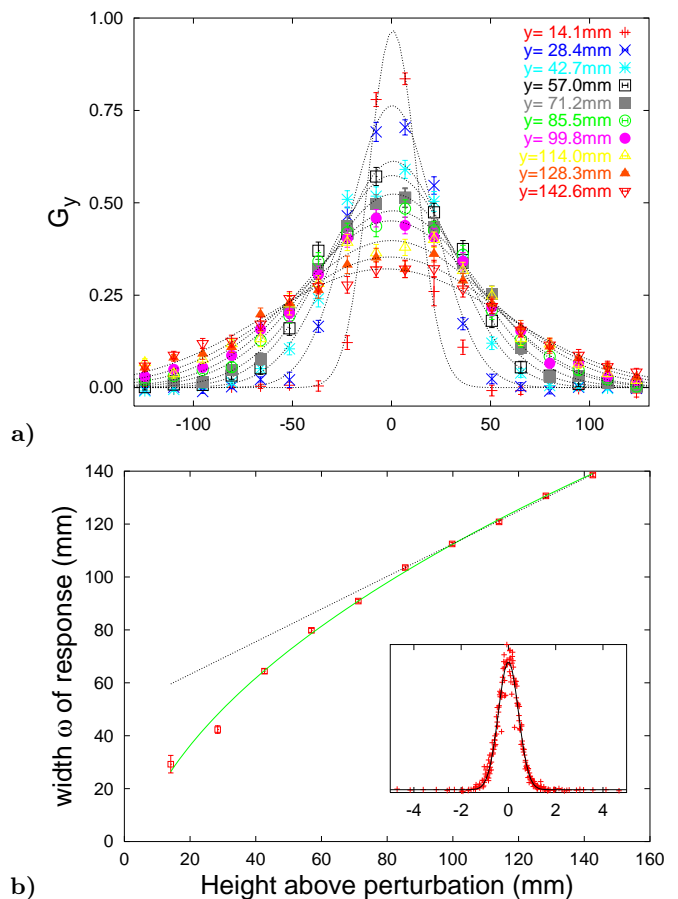 1.00
0.75
0.50
0.25
0.00
G_y
y= 14.1mm
y= 28.4mm
y= 42.7mm
y= 57.0mm
y= 71.2mm
y= 85.5mm
y= 99.8mm
y=114.0mm
y=128.3mm
y=142.6mm
-100 -50 0 50 100
a)
140
120
100
80
60
40
20
0
width ω of response (mm)
-4 -2 0 2 4
0 20 40 60 80 100 120 140 160
Height above perturbation (mm)
b)